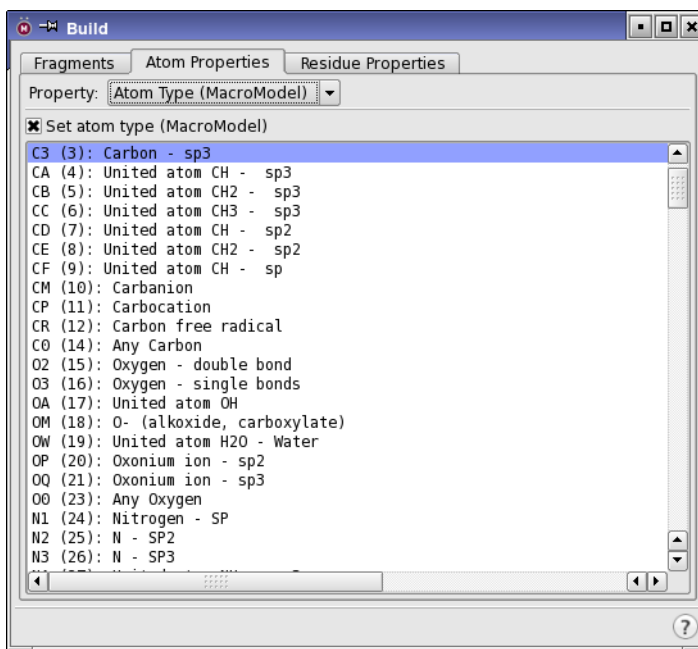 Build
Fragments Atom Properties Residue Properties
Property: Atom Type (MacroModel)
Set atom type (MacroModel)
C3 (3): Carbon - sp3
CA (4): United atom CH - sp3
CB (5): United atom CH2 - sp3
CC (6): United atom CH3 - sp3
CD (7): United atom CH - sp2
CE (8): United atom CH2 - sp2
CF (9): United atom CH - sp
CM (10): Carbanion
CP (11): Carbocation
CR (12): Carbon free radical
C0 (14): Any Carbon
O2 (15): Oxygen - double bond
O3 (16): Oxygen - single bonds
OA (17): United atom OH
OM (18): O- (alkoxide, carboxylate)
OW (19): United atom H2O - Water
OP (20): Oxonium ion - sp2
OQ (21): Oxonium ion - sp3
O0 (23): Any Oxygen
N1 (24): Nitrogen - SP
N2 (25): N - SP2
N3 (26): N - SP3
?